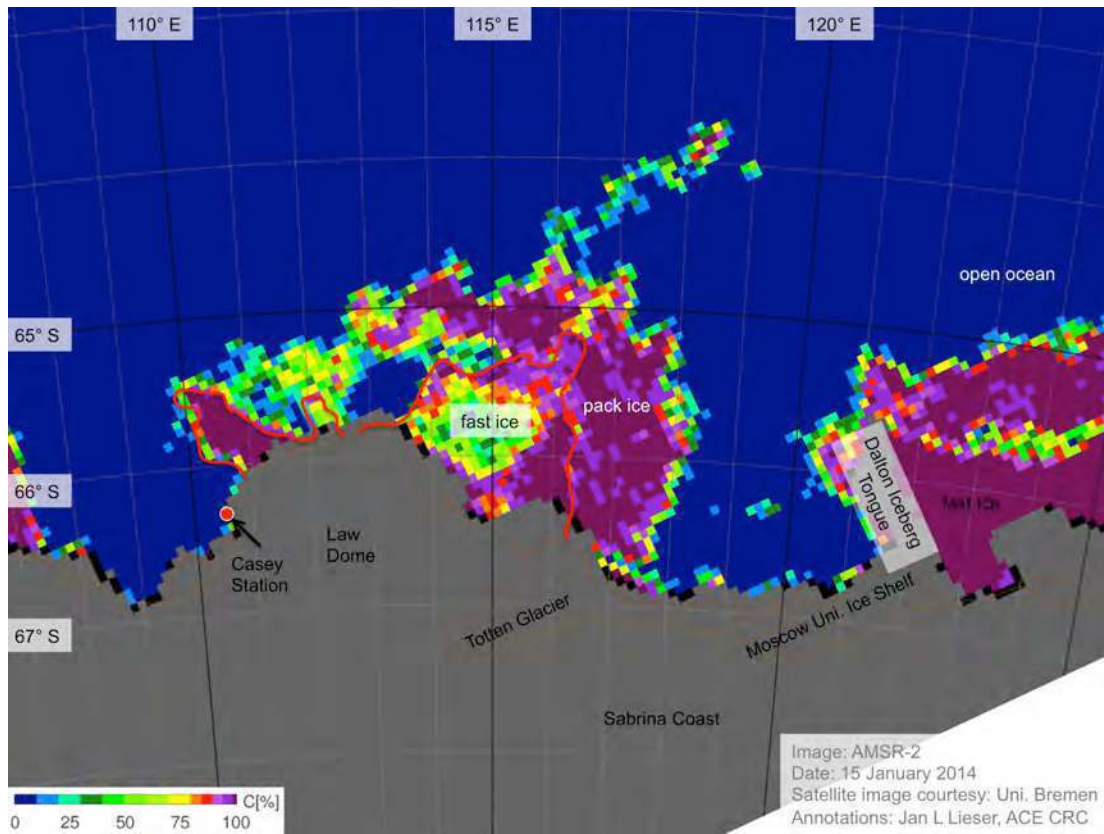 110° E
115° E
120° E
open ocean
65° S
pack ice
fast ice
Dalton Iceberg
Tongue
fast ice
66° S
Law
Dome
Casey
Station
Totten Glacier
Moscow Uni. Ice Shelf
67° S
Sabrina Coast
Image: AMSR-2
Date: 15 January 2014
Satellite image courtesy: Uni. Bremen
Annotations: Jan L Lieser, ACE CRC
C[%]
0 25 50 75 100